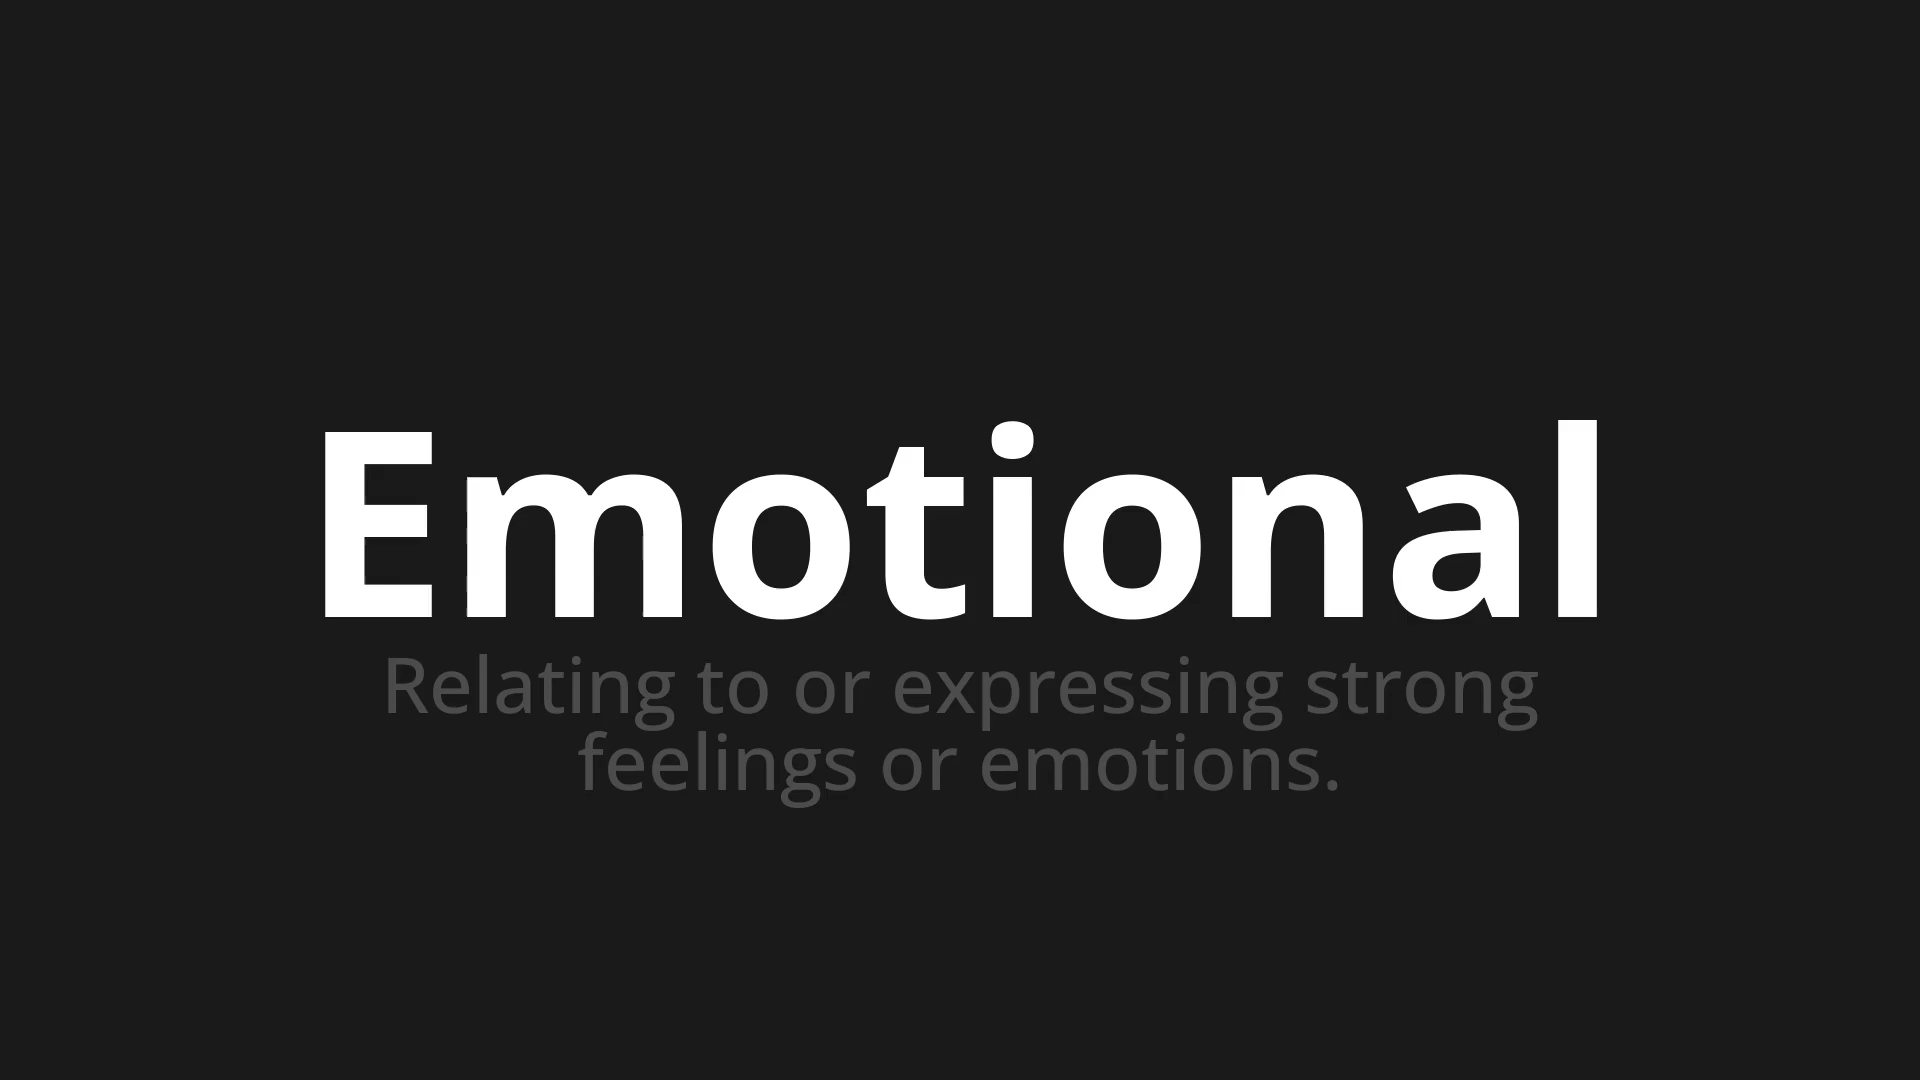 Emotional
Relating to or expressing strong
feelings or emotions.